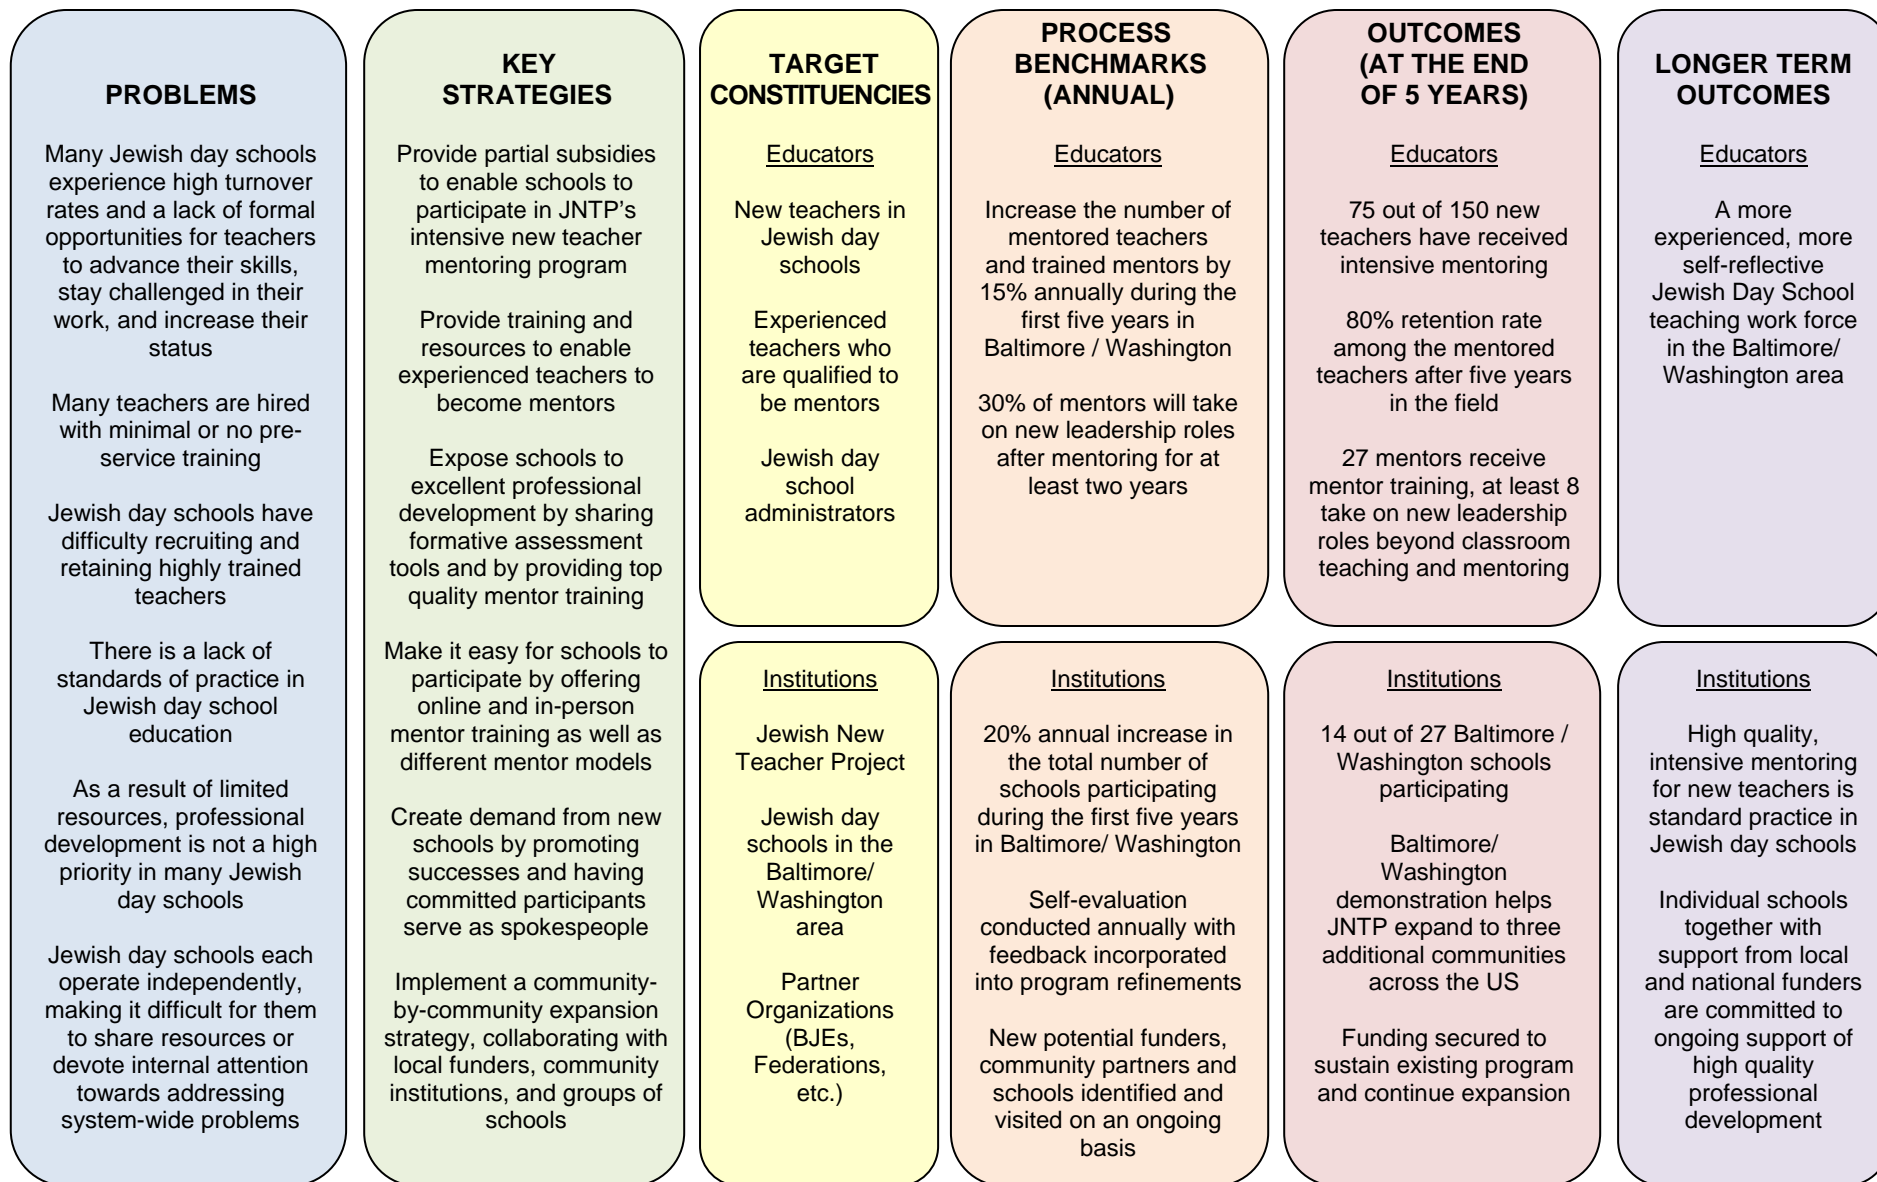 PROBLEMS
Many Jewish day schools
experience high turnover
rates and a lack of formal
opportunities for teachers
to advance their skills,
stay challenged in their
work, and increase their
status
Many teachers are hired
with minimal or no pre-
service training
Jewish day schools have
difficulty recruiting and
retaining highly trained
teachers
There is a lack of
standards of practice in
Jewish day school
education
As a result of limited
resources, professional
development is not a high
priority in many Jewish
day schools
Jewish day schools each
operate independently,
making it difficult for them
to share resources or
devote internal attention
towards addressing
system-wide problems
KEY
STRATEGIES
Provide partial subsidies
to enable schools to
participate in JNTP's
intensive new teacher
mentoring program
Provide training and
resources to enable
experienced teachers to
become mentors
Expose schools to
excellent professional
development by sharing
formative assessment
tools and by providing top
quality mentor training
Make it easy for schools to
participate by offering
online and in-person
mentor training as well as
different mentor models
Create demand from new
schools by promoting
successes and having
committed participants
serve as spokespeople
Implement a community-
by-community expansion
strategy, collaborating with
local funders, community
institutions, and groups of
schools
TARGET
CONSTITUENCIES
Educators
New teachers in
Jewish day
schools
Experienced
teachers who
are qualified to
be mentors
Jewish day
school
administrators
Institutions
Jewish New
Teacher Project
Jewish day
schools in the
Baltimore/
Washington
area
Partner
Organizations
(BJEs,
Federations,
etc.)
PROCESS
BENCHMARKS
(ANNUAL)
Educators
Increase the number of
mentored teachers
and trained mentors by
15% annually during the
first five years in
Baltimore / Washington
30% of mentors will take
on new leadership roles
after mentoring for at
least two years
Institutions
20% annual increase in
the total number of
schools participating
during the first five years
in Baltimore/ Washington
Self-evaluation
conducted annually with
feedback incorporated
into program refinements
New potential funders,
community partners and
schools identified and
visited on an ongoing
basis
OUTCOMES
(AT THE END
OF 5 YEARS)
Educators
75 out of 150 new
teachers have received
intensive mentoring
80% retention rate
among the mentored
teachers after five years
in the field
27 mentors receive
mentor training, at least 8
take on new leadership
roles beyond classroom
teaching and mentoring
Institutions
14 out of 27 Baltimore /
Washington schools
participating
Baltimore/
Washington
demonstration helps
JNTP expand to three
additional communities
across the US
Funding secured to
sustain existing program
and continue expansion
LONGER TERM
OUTCOMES
Educators
A more
experienced, more
self-reflective
Jewish Day School
teaching work force
in the Baltimore/
Washington area
Institutions
High quality,
intensive mentoring
for new teachers is
standard practice in
Jewish day schools
Individual schools
together with
support from local
and national funders
are committed to
ongoing support of
high quality
professional
development